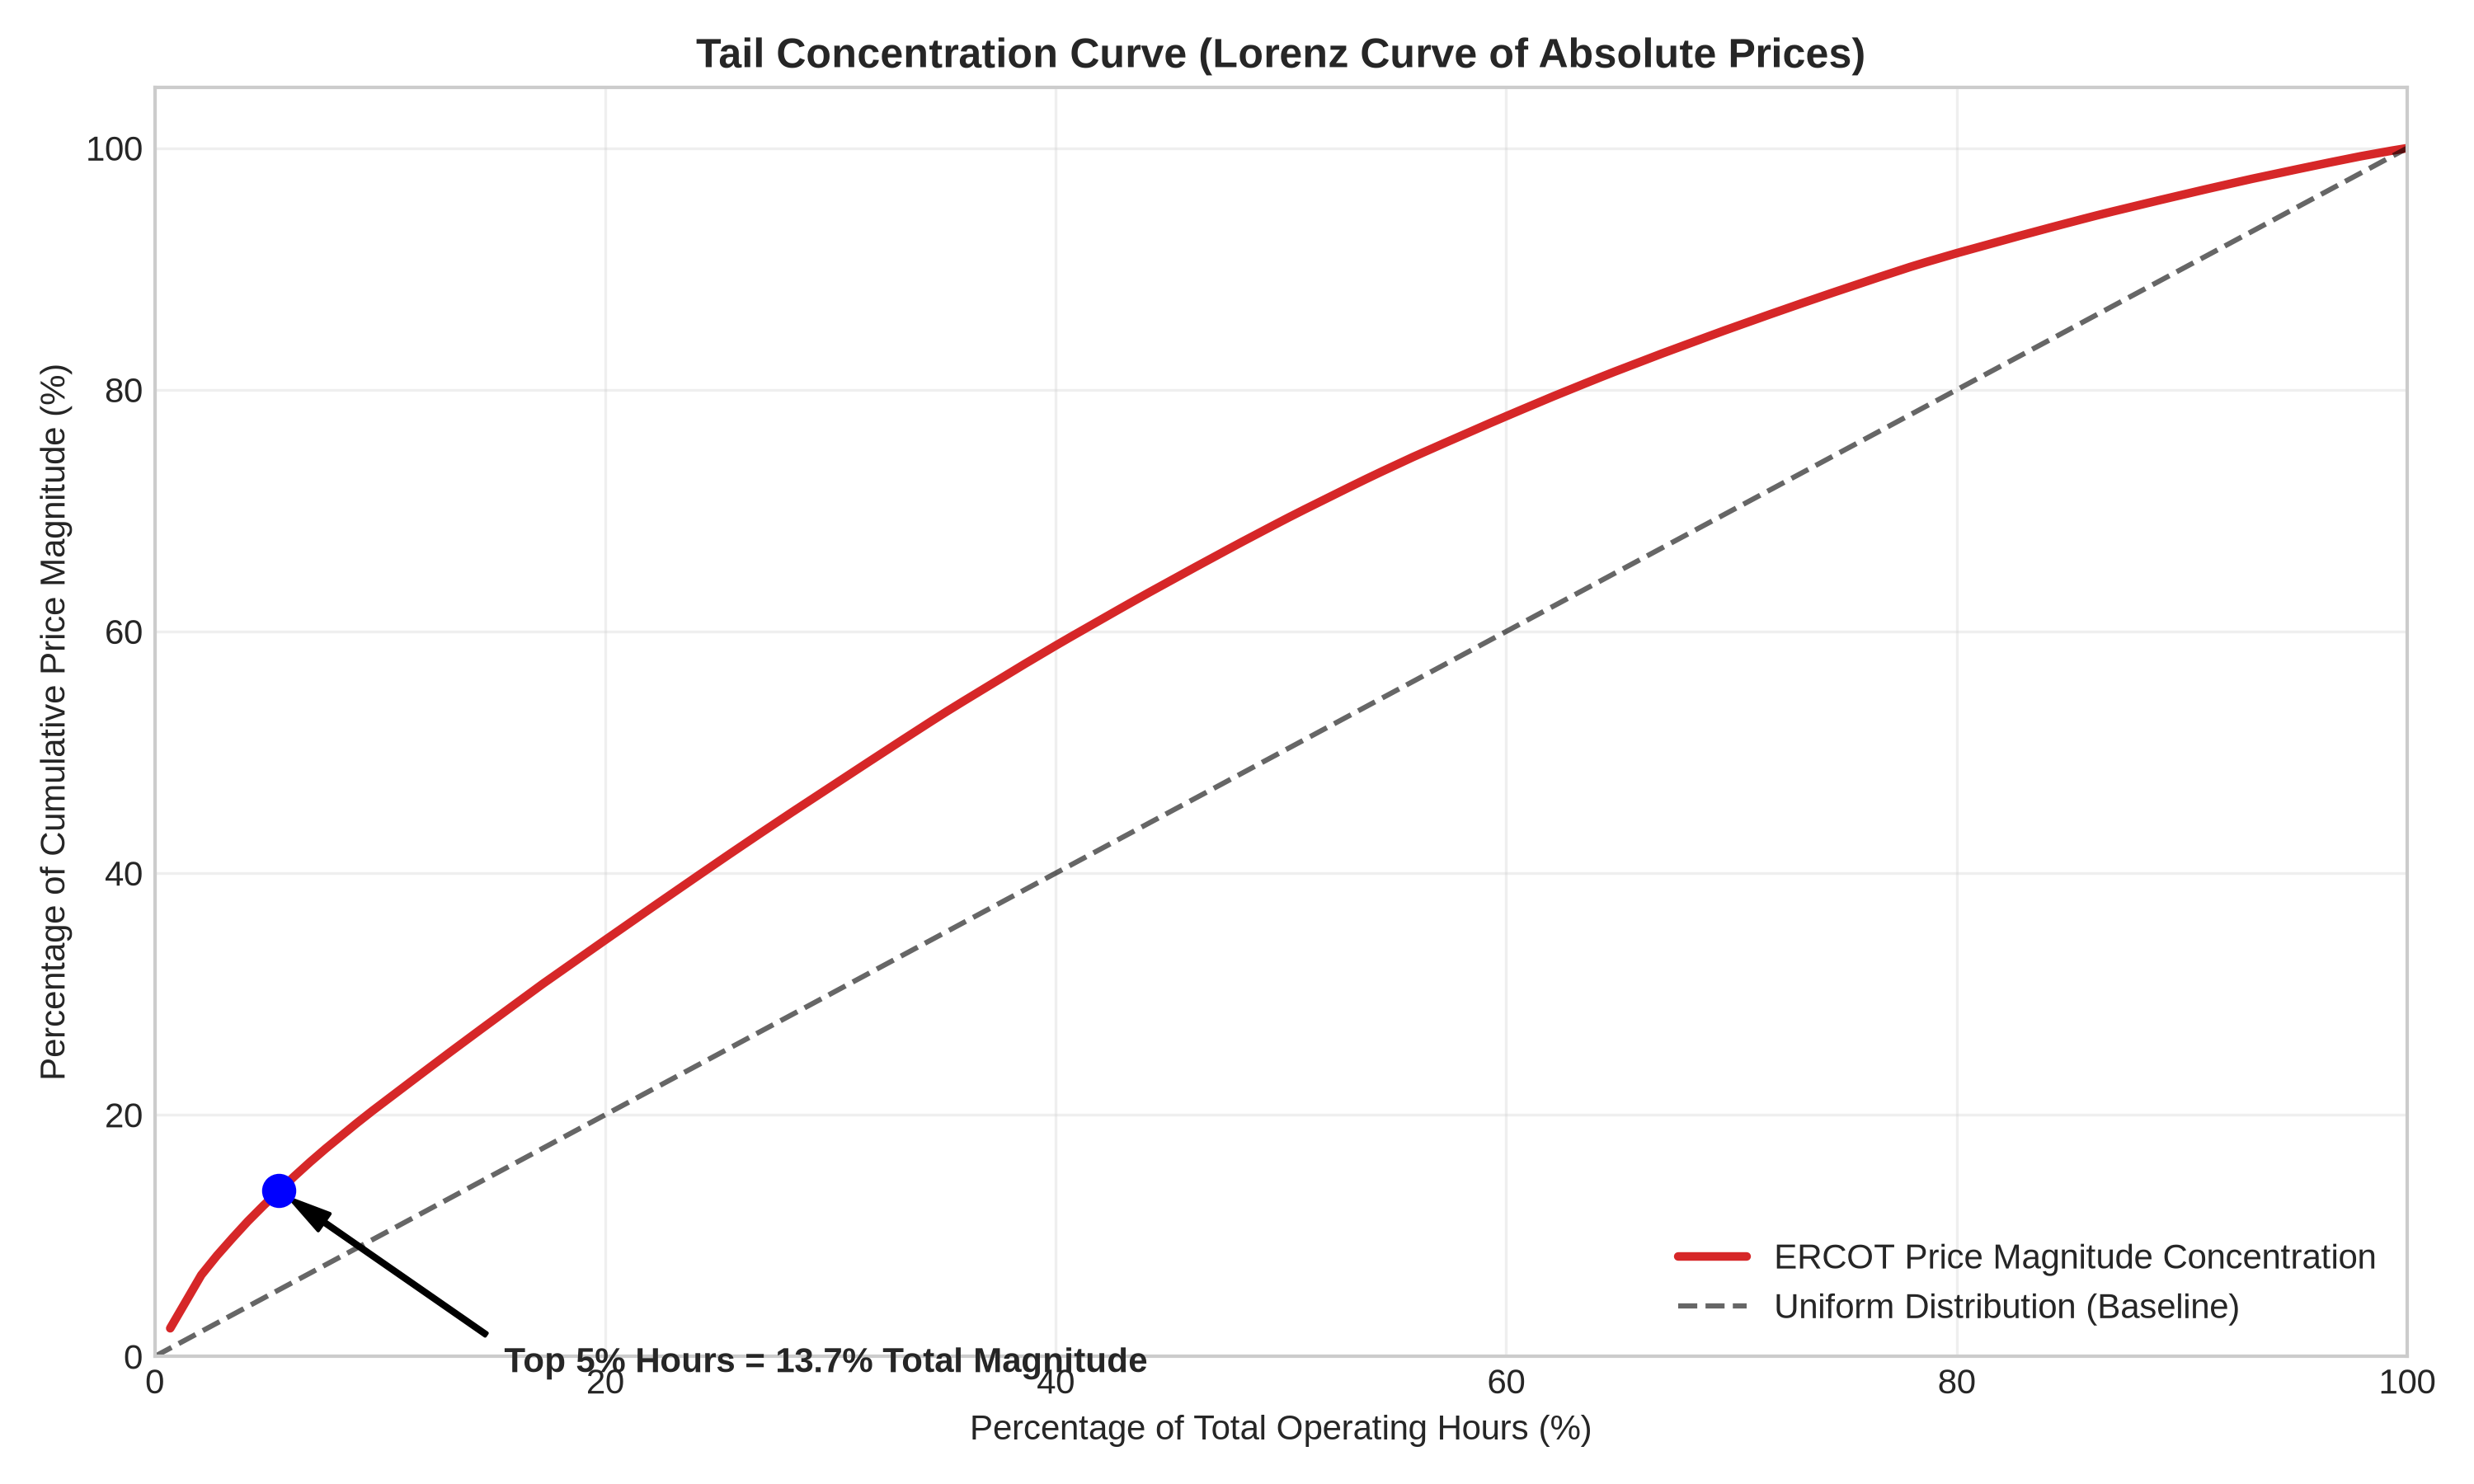 Tail Concentration Curve (Lorenz Curve of Absolute Prices)
Percentage of Cumulative Price Magnitude (%)
100
80
60
40
20
0
ERCOT Price Magnitude Concentration
Uniform Distribution (Baseline)
Top 5% Hours = 13.7% Total Magnitude
0 20 40 60 80 100
Percentage of Total Operating Hours (%)